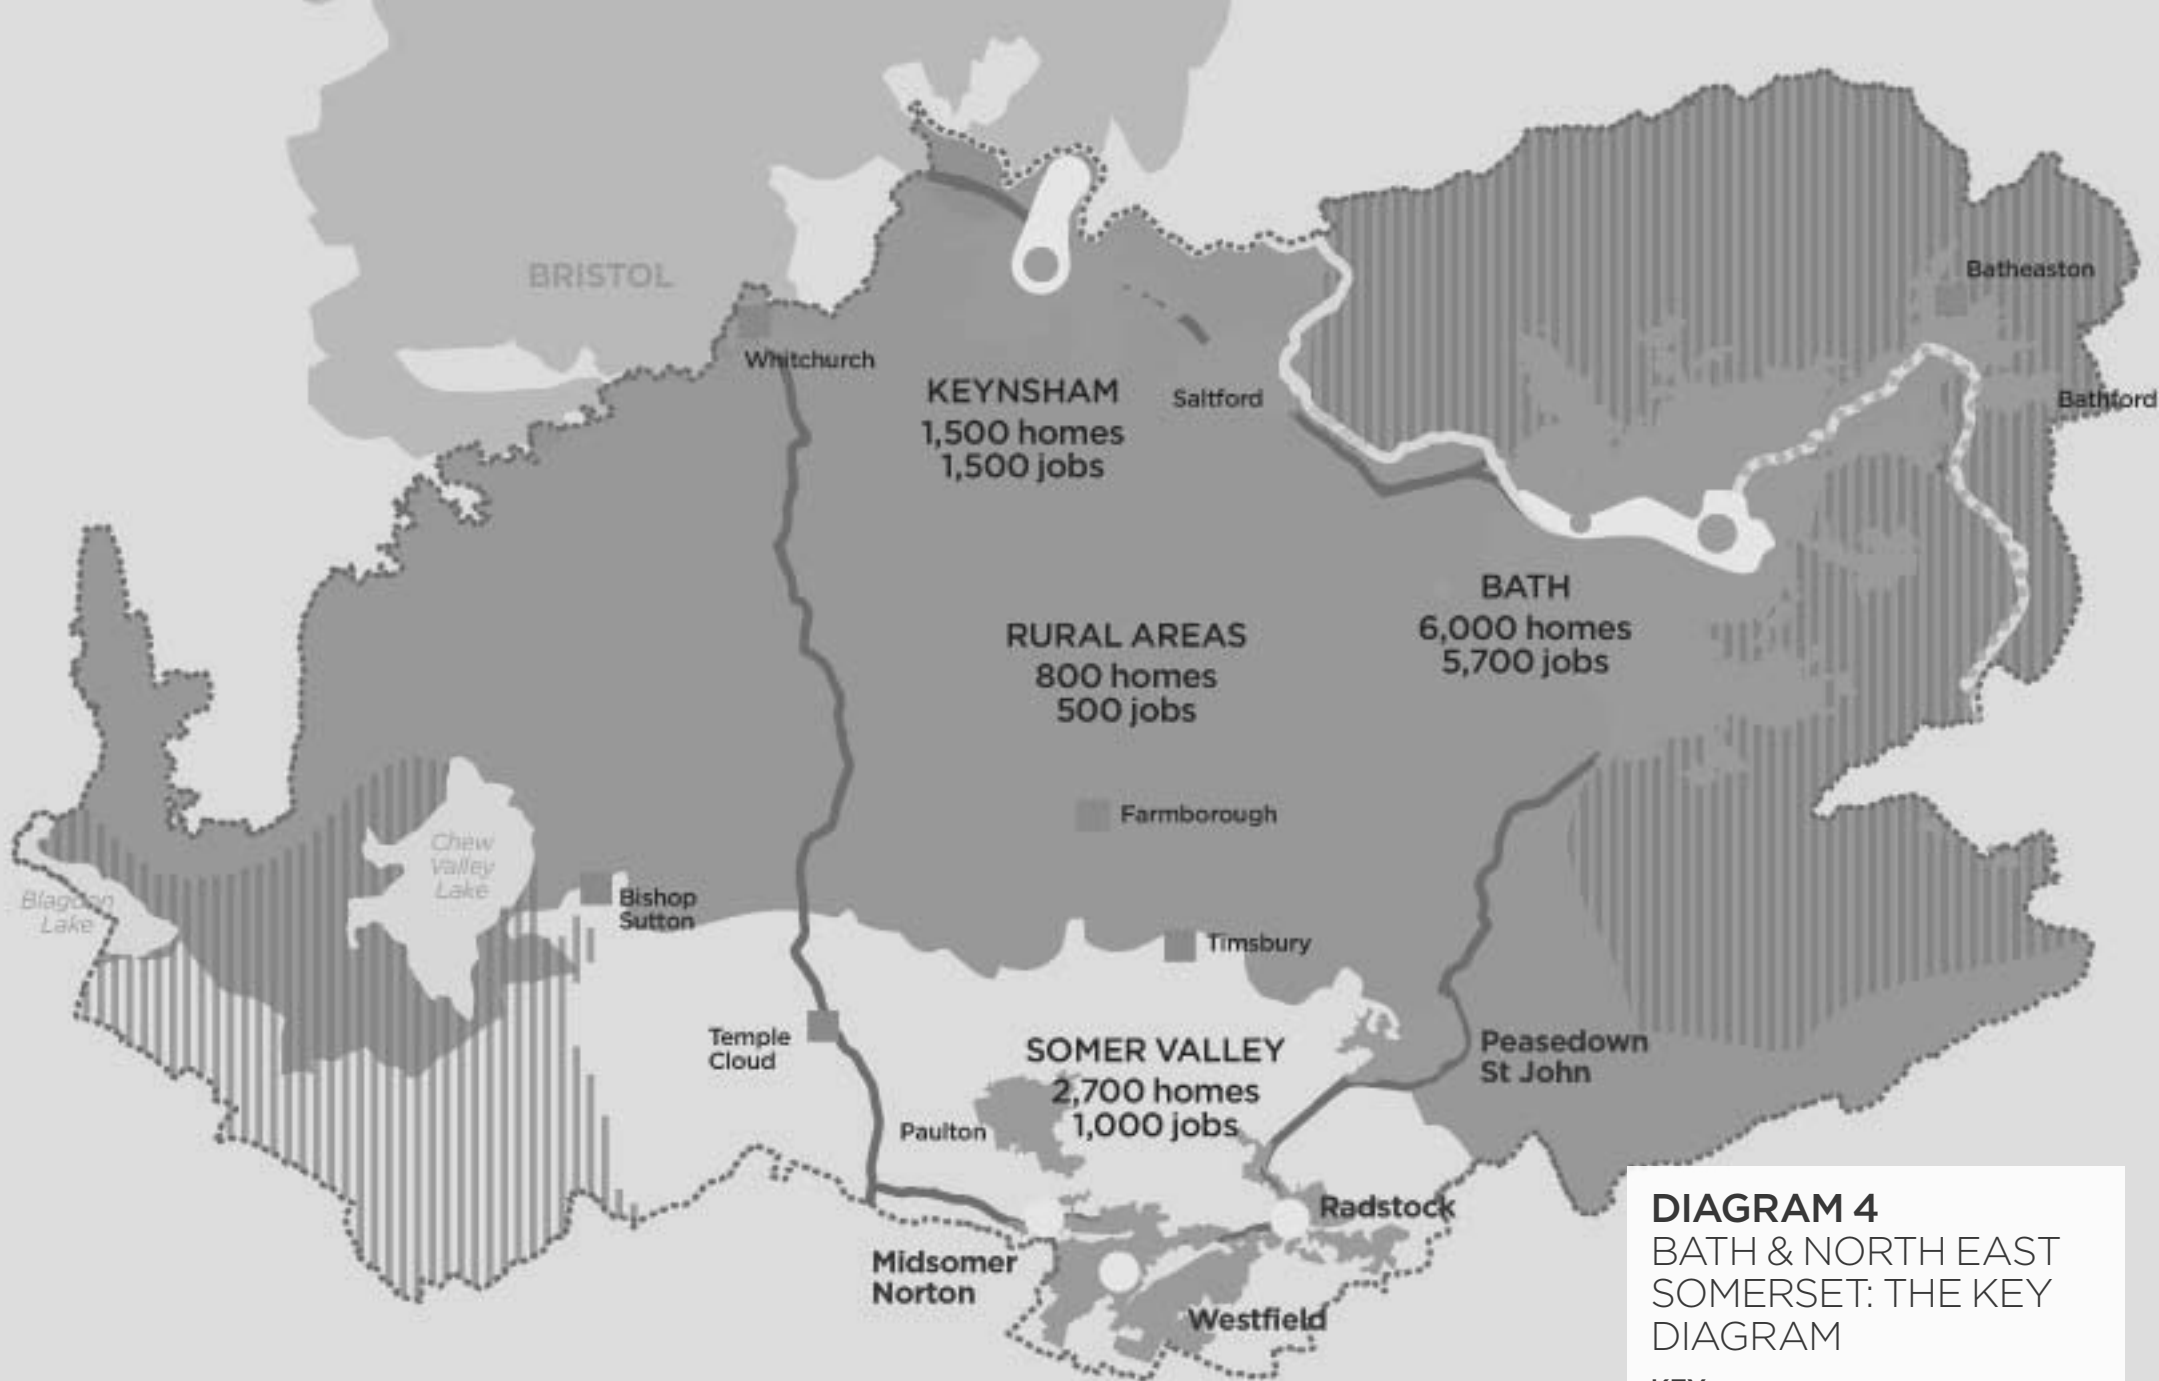 BRISTOL
Batheaston
Whitchurch
KEYNSHAM
1,500 homes
1,500 jobs
Saltford
Bathford
BATH
6,000 homes
5,700 jobs
RURAL AREAS
800 homes
500 jobs
Farmborough
Chew
Valley
Lake
Blagdon
Lake
Bishop
Sutton
Timsbury
Temple
Cloud
SOMER VALLEY
2,700 homes
1,000 jobs
Peasedown
St John
Paulton
Radstock
Midsomer
Norton
Westfield
DIAGRAM 4
BATH & NORTH EAST
SOMERSET: THE KEY
DIAGRAM